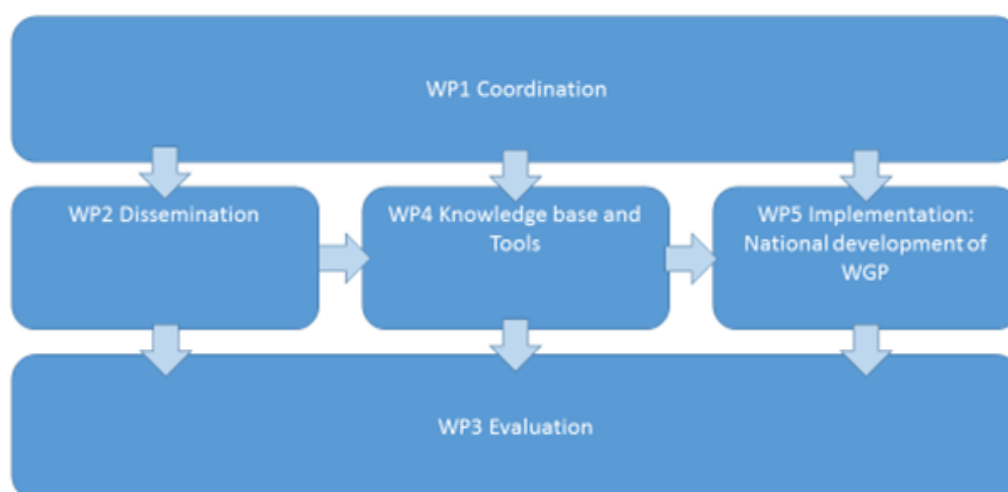 WP1 Coordination
WP2 Dissemination
WP4 Knowledge base and
Tools
WP5 Implementation:
National development of
WGP
WP3 Evaluation